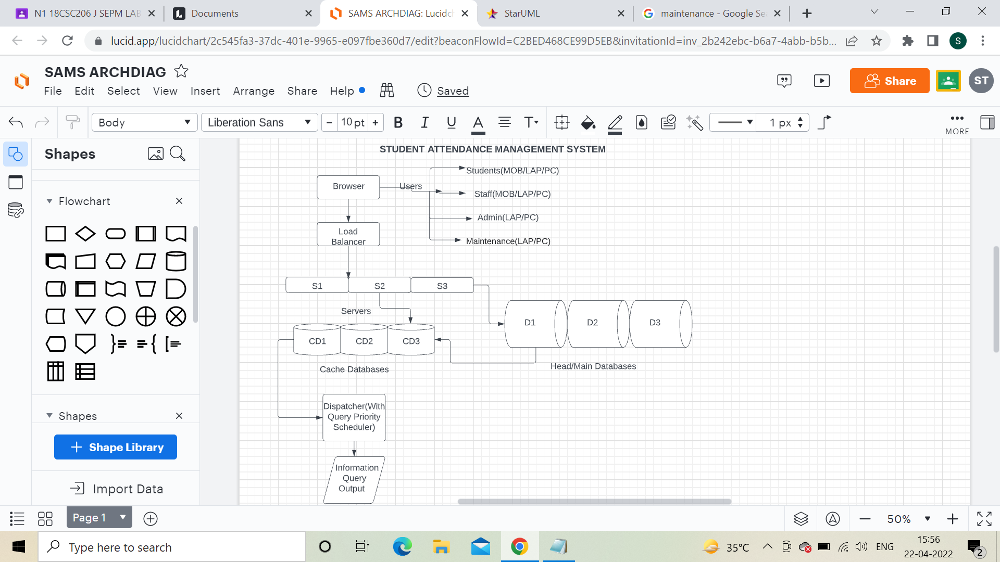 N1 18CSC206 J SEPM LAB
Documents
SAMS ARCHDIAG: Lucidch
StarUML
maintenance - Google Se
lucid.app/lucidchart/2c545fa3-37dc-401e-9965-e097fbe360d7/edit?beaconFlowId=C2BED468CE99D5EB&invitationId=inv_2b242ebc-b6a7-4abb-b5b...
S
SAMS ARCHDIAG
File Edit Select View Insert Arrange Share Help Saved
Share
ST
Body
Liberation Sans
- 10 pt +
B I U A T
1 px
MORE
Shapes
Flowchart
Shapes
+ Shape Library
Import Data
STUDENT ATTENDANCE MANAGEMENT SYSTEM
Browser
Users
Students(MOB/LAP/PC)
Staff(MOB/LAP/PC)
Admin(LAP/PC)
Maintenance(LAP/PC)
Load
Balancer
S1 S2 S3
Servers
D1 D2 D3
CD1 CD2 CD3
Cache Databases
Head/Main Databases
Dispatcher(With
Query Priority
Scheduler)
Information
Query
Output
Page 1
50%
Type here to search
35°C
ENG
15:56
22-04-2022
2